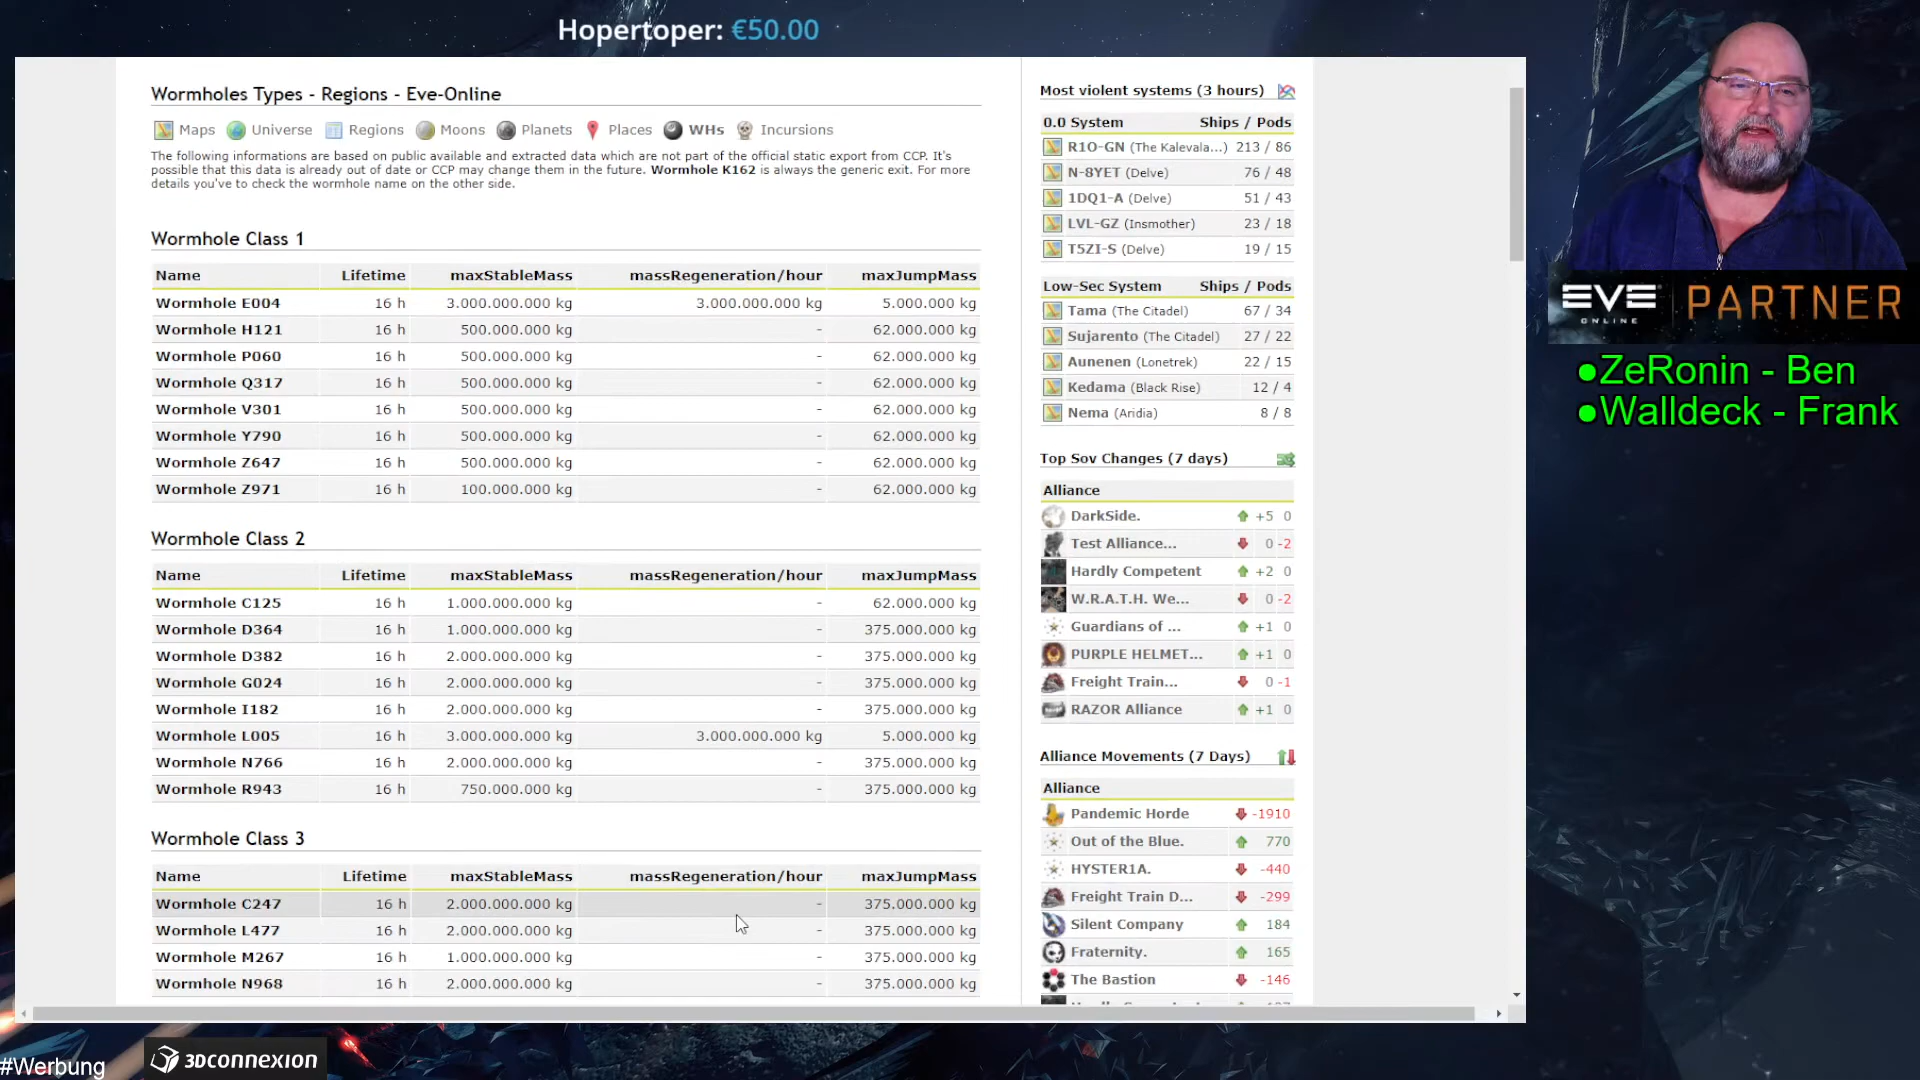 Hopertoper: €50.00
Wormholes Types - Regions - Eve-Online
Maps Universe Regions Moons Planets Places WHs Incursions
The following informations are based on public available and extracted data which are not part of the official static export from CCP. It's
possible that this data is already out of date or CCP may change them in the future. Wormhole K162 is always the generic exit. For more
details you've to check the wormhole name on the other side.
Wormhole Class 1
Name Lifetime maxStableMass massRegeneration/hour maxJumpMass
Wormhole E004 16 h 3.000.000.000 kg 3.000.000.000 kg 5.000.000 kg
Wormhole H121 16 h 500.000.000 kg - 62.000.000 kg
Wormhole P060 16 h 500.000.000 kg - 62.000.000 kg
Wormhole Q317 16 h 500.000.000 kg - 62.000.000 kg
Wormhole V301 16 h 500.000.000 kg - 62.000.000 kg
Wormhole Y790 16 h 500.000.000 kg - 62.000.000 kg
Wormhole Z647 16 h 500.000.000 kg - 62.000.000 kg
Wormhole Z971 16 h 100.000.000 kg - 62.000.000 kg
Wormhole Class 2
Name Lifetime maxStableMass massRegeneration/hour maxJumpMass
Wormhole C125 16 h 1.000.000.000 kg - 62.000.000 kg
Wormhole D364 16 h 1.000.000.000 kg - 375.000.000 kg
Wormhole D382 16 h 2.000.000.000 kg - 375.000.000 kg
Wormhole G024 16 h 2.000.000.000 kg - 375.000.000 kg
Wormhole I182 16 h 2.000.000.000 kg - 375.000.000 kg
Wormhole L005 16 h 3.000.000.000 kg 3.000.000.000 kg 5.000.000 kg
Wormhole N766 16 h 2.000.000.000 kg - 375.000.000 kg
Wormhole R943 16 h 750.000.000 kg - 375.000.000 kg
Wormhole Class 3
Name Lifetime maxStableMass massRegeneration/hour maxJumpMass
Wormhole C247 16 h 2.000.000.000 kg - 375.000.000 kg
Wormhole L477 16 h 2.000.000.000 kg - 375.000.000 kg
Wormhole M267 16 h 1.000.000.000 kg - 375.000.000 kg
Wormhole N968 16 h 2.000.000.000 kg - 375.000.000 kg
Most violent systems (3 hours)
0.0 System Ships / Pods
R1O-GN (The Kalevala...) 213 / 86
N-8YET (Delve) 76 / 48
1DQ1-A (Delve) 51 / 43
LVL-GZ (Insmother) 23 / 18
T5ZI-S (Delve) 19 / 15
Low-Sec System Ships / Pods
Tama (The Citadel) 67 / 34
Sujarento (The Citadel) 27 / 22
Aunenen (Lonetrek) 22 / 15
Kedama (Black Rise) 12 / 4
Nema (Aridia) 8 / 8
Top Sov Changes (7 days)
Alliance
DarkSide. +5 0
Test Alliance... 0 -2
Hardly Competent +2 0
W.R.A.T.H. We... 0 -2
Guardians of ... +1 0
PURPLE HELMET... +1 0
Freight Train... 0 -1
RAZOR Alliance +1 0
Alliance Movements (7 Days)
Alliance
Pandemic Horde -1910
Out of the Blue. 770
HYSTER1A. -440
Freight Train D... -299
Silent Company 184
Fraternity. 165
The Bastion -146
EVE ONLINE PARTNER
●ZeRonin - Ben
●Walldeck - Frank
#Werbung
3DCONNEXION